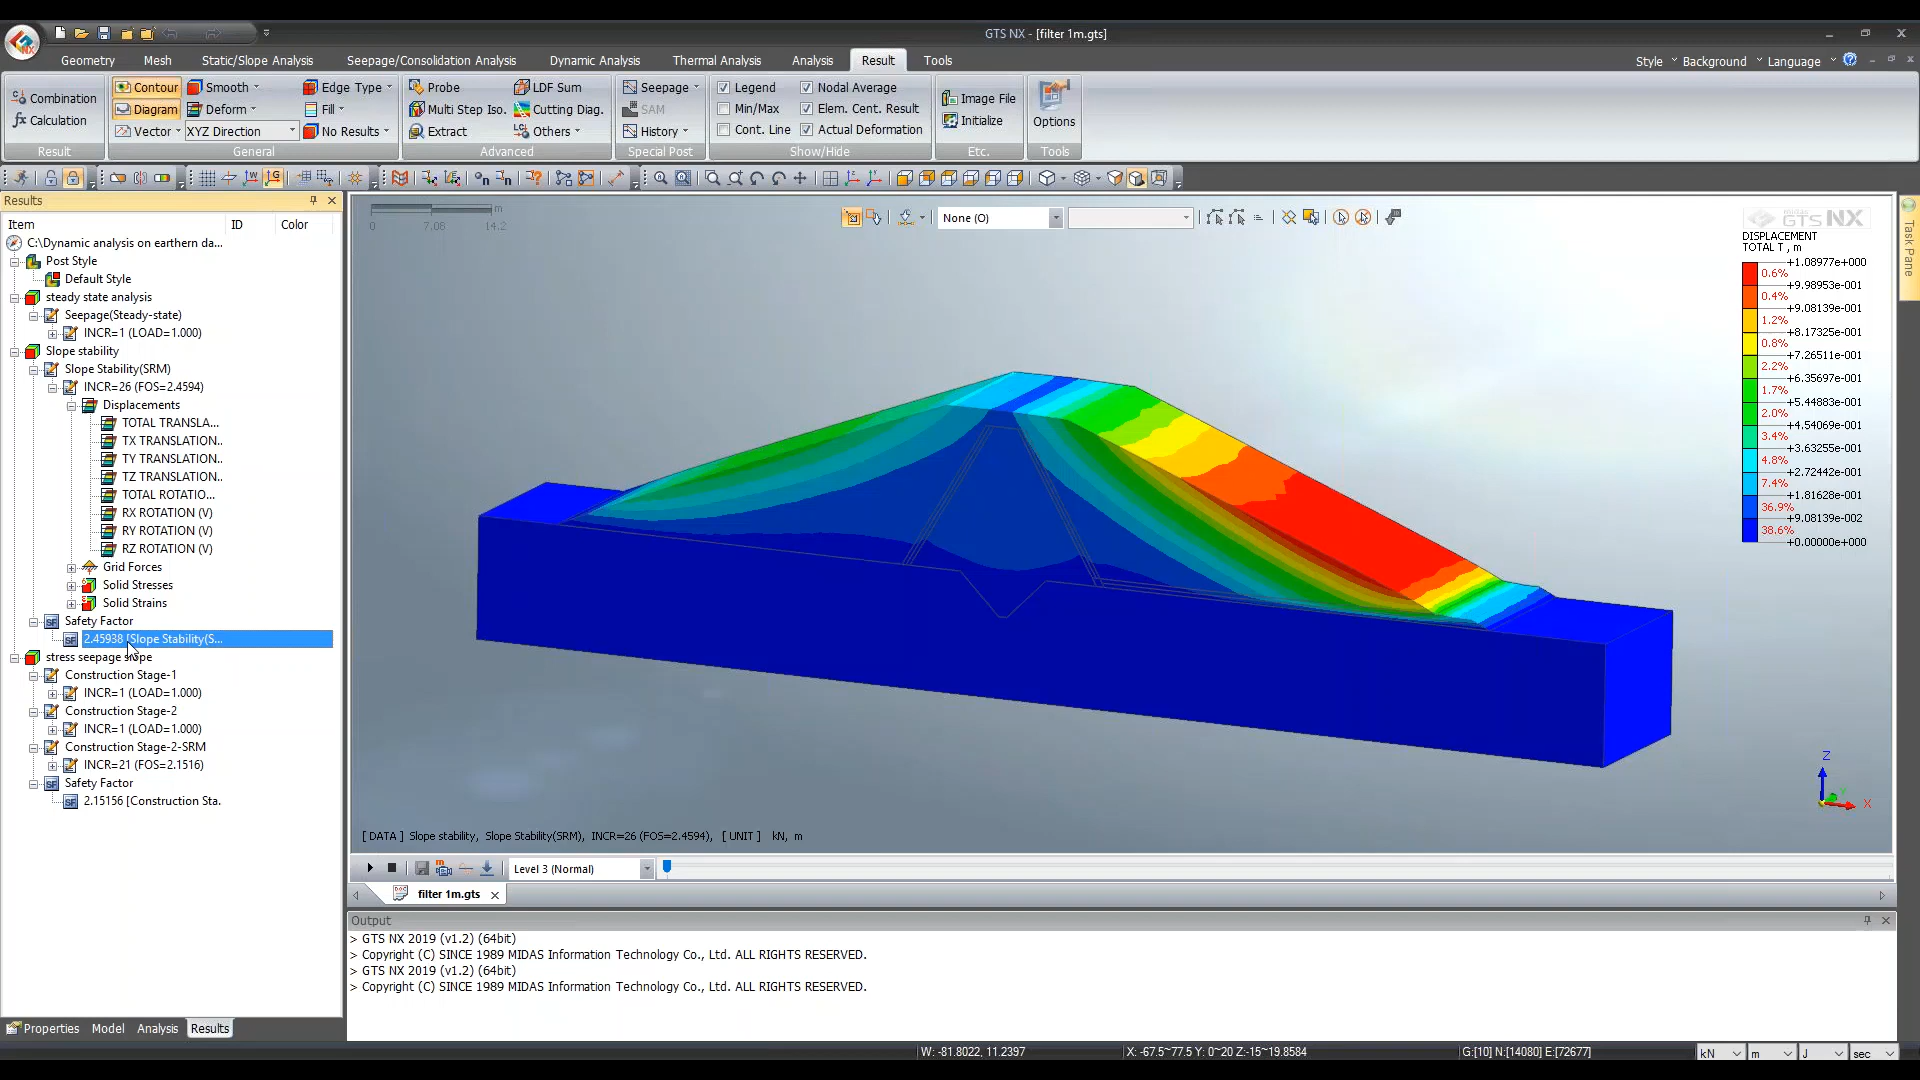 GTS NX - [filter 1m.gts]
Geometry Mesh Static/Slope Analysis Seepage/Consolidation Analysis Dynamic Analysis Thermal Analysis Analysis Result Tools
Style Background Language
Combination
Calculation
Result
Contour Smooth Edge Type
Diagram Deform Fill
Vector XYZ Direction No Results
General
Probe LDF Sum
Multi Step Iso. Cutting Diag.
Extract Others
Advanced
Seepage
SAM
History
Special Post
Legend Nodal Average
Min/Max Elem. Cent. Result
Cont. Line Actual Deformation
Show/Hide
Image File
Initialize
Etc.
Options
Tools
Results
Item ID Color
C:\Dynamic analysis on earthern da...
Post Style
Default Style
steady state analysis
Seepage(Steady-state)
INCR=1 (LOAD=1.000)
Slope stability
Slope Stability(SRM)
INCR=26 (FOS=2.4594)
Displacements
TOTAL TRANSLA...
TX TRANSLATION..
TY TRANSLATION..
TZ TRANSLATION..
TOTAL ROTATIO...
RX ROTATION (V)
RY ROTATION (V)
RZ ROTATION (V)
Grid Forces
Solid Stresses
Solid Strains
Safety Factor
2.45938 [Slope Stability(S...
stress seepage slope
Construction Stage-1
INCR=1 (LOAD=1.000)
Construction Stage-2
INCR=1 (LOAD=1.000)
Construction Stage-2-SRM
INCR=21 (FOS=2.1516)
Safety Factor
2.15156 [Construction Sta.
Properties Model Analysis Results
m
0 7.08 14.2
None (O)
MIDAS GTS NX
DISPLACEMENT
TOTAL T , m
+1.08977e+000
0.6%
+9.98953e-001
0.4%
+9.08139e-001
1.2%
+8.17325e-001
0.8%
+7.26511e-001
2.2%
+6.35697e-001
1.7%
+5.44883e-001
2.0%
+4.54069e-001
3.4%
+3.63255e-001
4.8%
+2.72442e-001
7.4%
+1.81628e-001
36.9%
+9.08139e-002
38.6%
+0.00000e+000
Z
Y
X
[ DATA ] Slope stability, Slope Stability(SRM), INCR=26 (FOS=2.4594), [ UNIT ] kN, m
Level 3 (Normal)
filter 1m.gts
Output
> GTS NX 2019 (v1.2) (64bit)
> Copyright (C) SINCE 1989 MIDAS Information Technology Co., Ltd. ALL RIGHTS RESERVED.
> GTS NX 2019 (v1.2) (64bit)
> Copyright (C) SINCE 1989 MIDAS Information Technology Co., Ltd. ALL RIGHTS RESERVED.
Task Pane
W: -81.8022, 11.2397 X: -67.5~77.5 Y: 0~20 Z:-15~19.8584 G:[10] N:[14080] E:[72677] kN m J sec